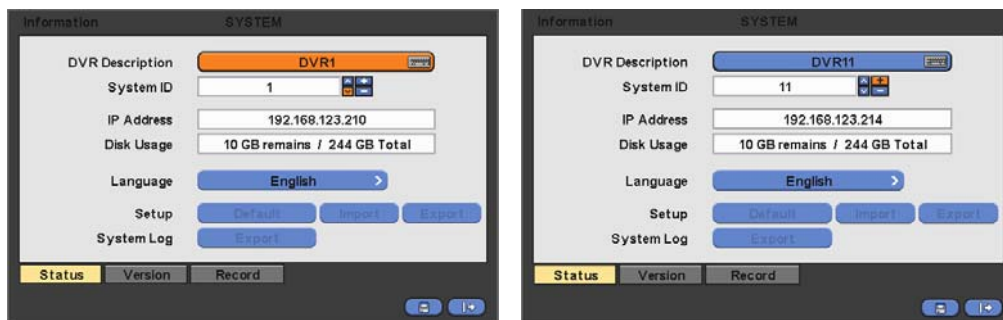 Information SYSTEM
DVR Description DVR1
System ID 1
IP Address 192.168.123.210
Disk Usage 10 GB remains / 244 GB Total
Language English
Setup Default Import Export
System Log Export
Status Version Record
Information SYSTEM
DVR Description DVR11
System ID 11
IP Address 192.168.123.214
Disk Usage 10 GB remains / 244 GB Total
Language English
Setup Default Import Export
System Log Export
Status Version Record